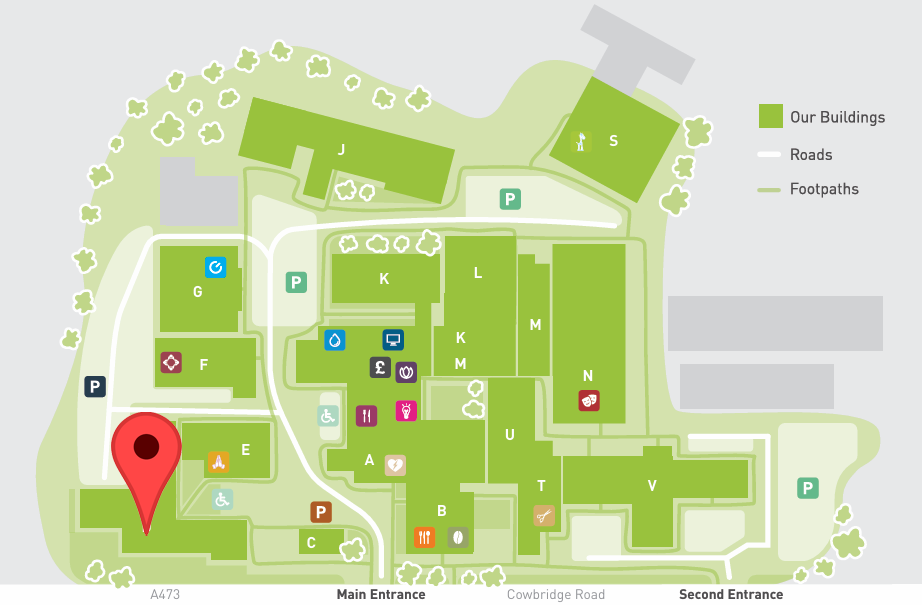 Our Buildings
Roads
Footpaths
J
S
P
P
G
K
L
K
M
M
F
£
P
N
E
A
U
T
V
P
P
B
C
A473
Main Entrance
Cowbridge Road
Second Entrance